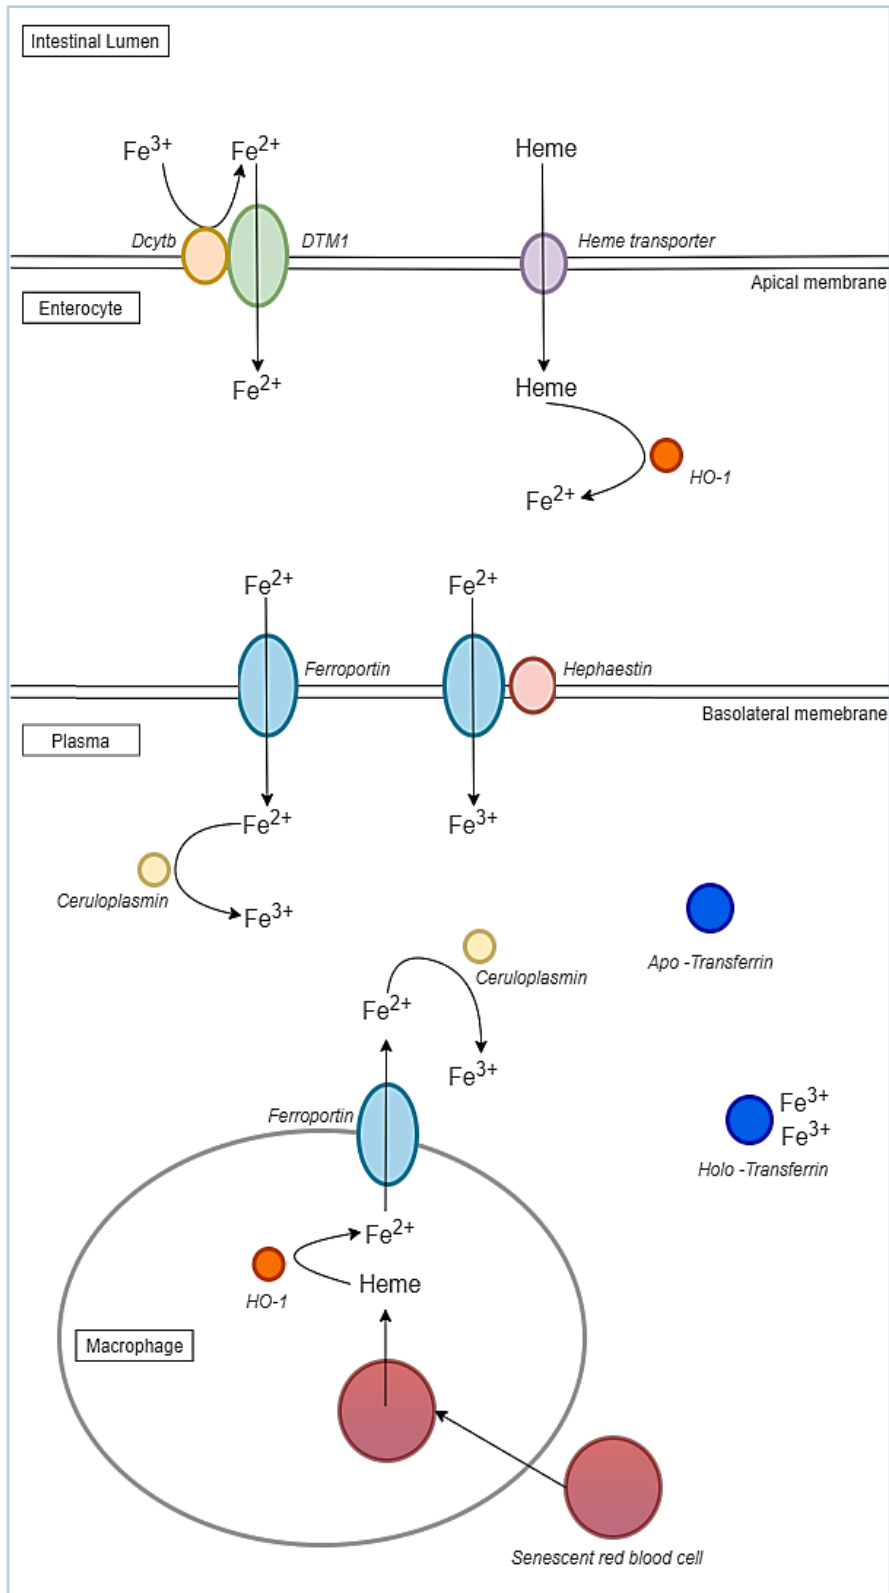 Intestinal Lumen
Fe3+ Fe2+ Heme
Dcytb DTM1 Heme transporter
Apical membrane
Enterocyte
Fe2+ Heme
HO-1
Fe2+
Fe2+ Fe2+
Ferroportin Hephaestin
Basolateral memebrane
Plasma
Fe2+ Fe3+
Ceruloplasmin
Fe3+
Apo -Transferrin
Ceruloplasmin
Fe2+
Fe3+
Fe3+
Fe3+
Holo -Transferrin
Ferroportin
Fe2+
Heme
HO-1
Macrophage
Senescent red blood cell